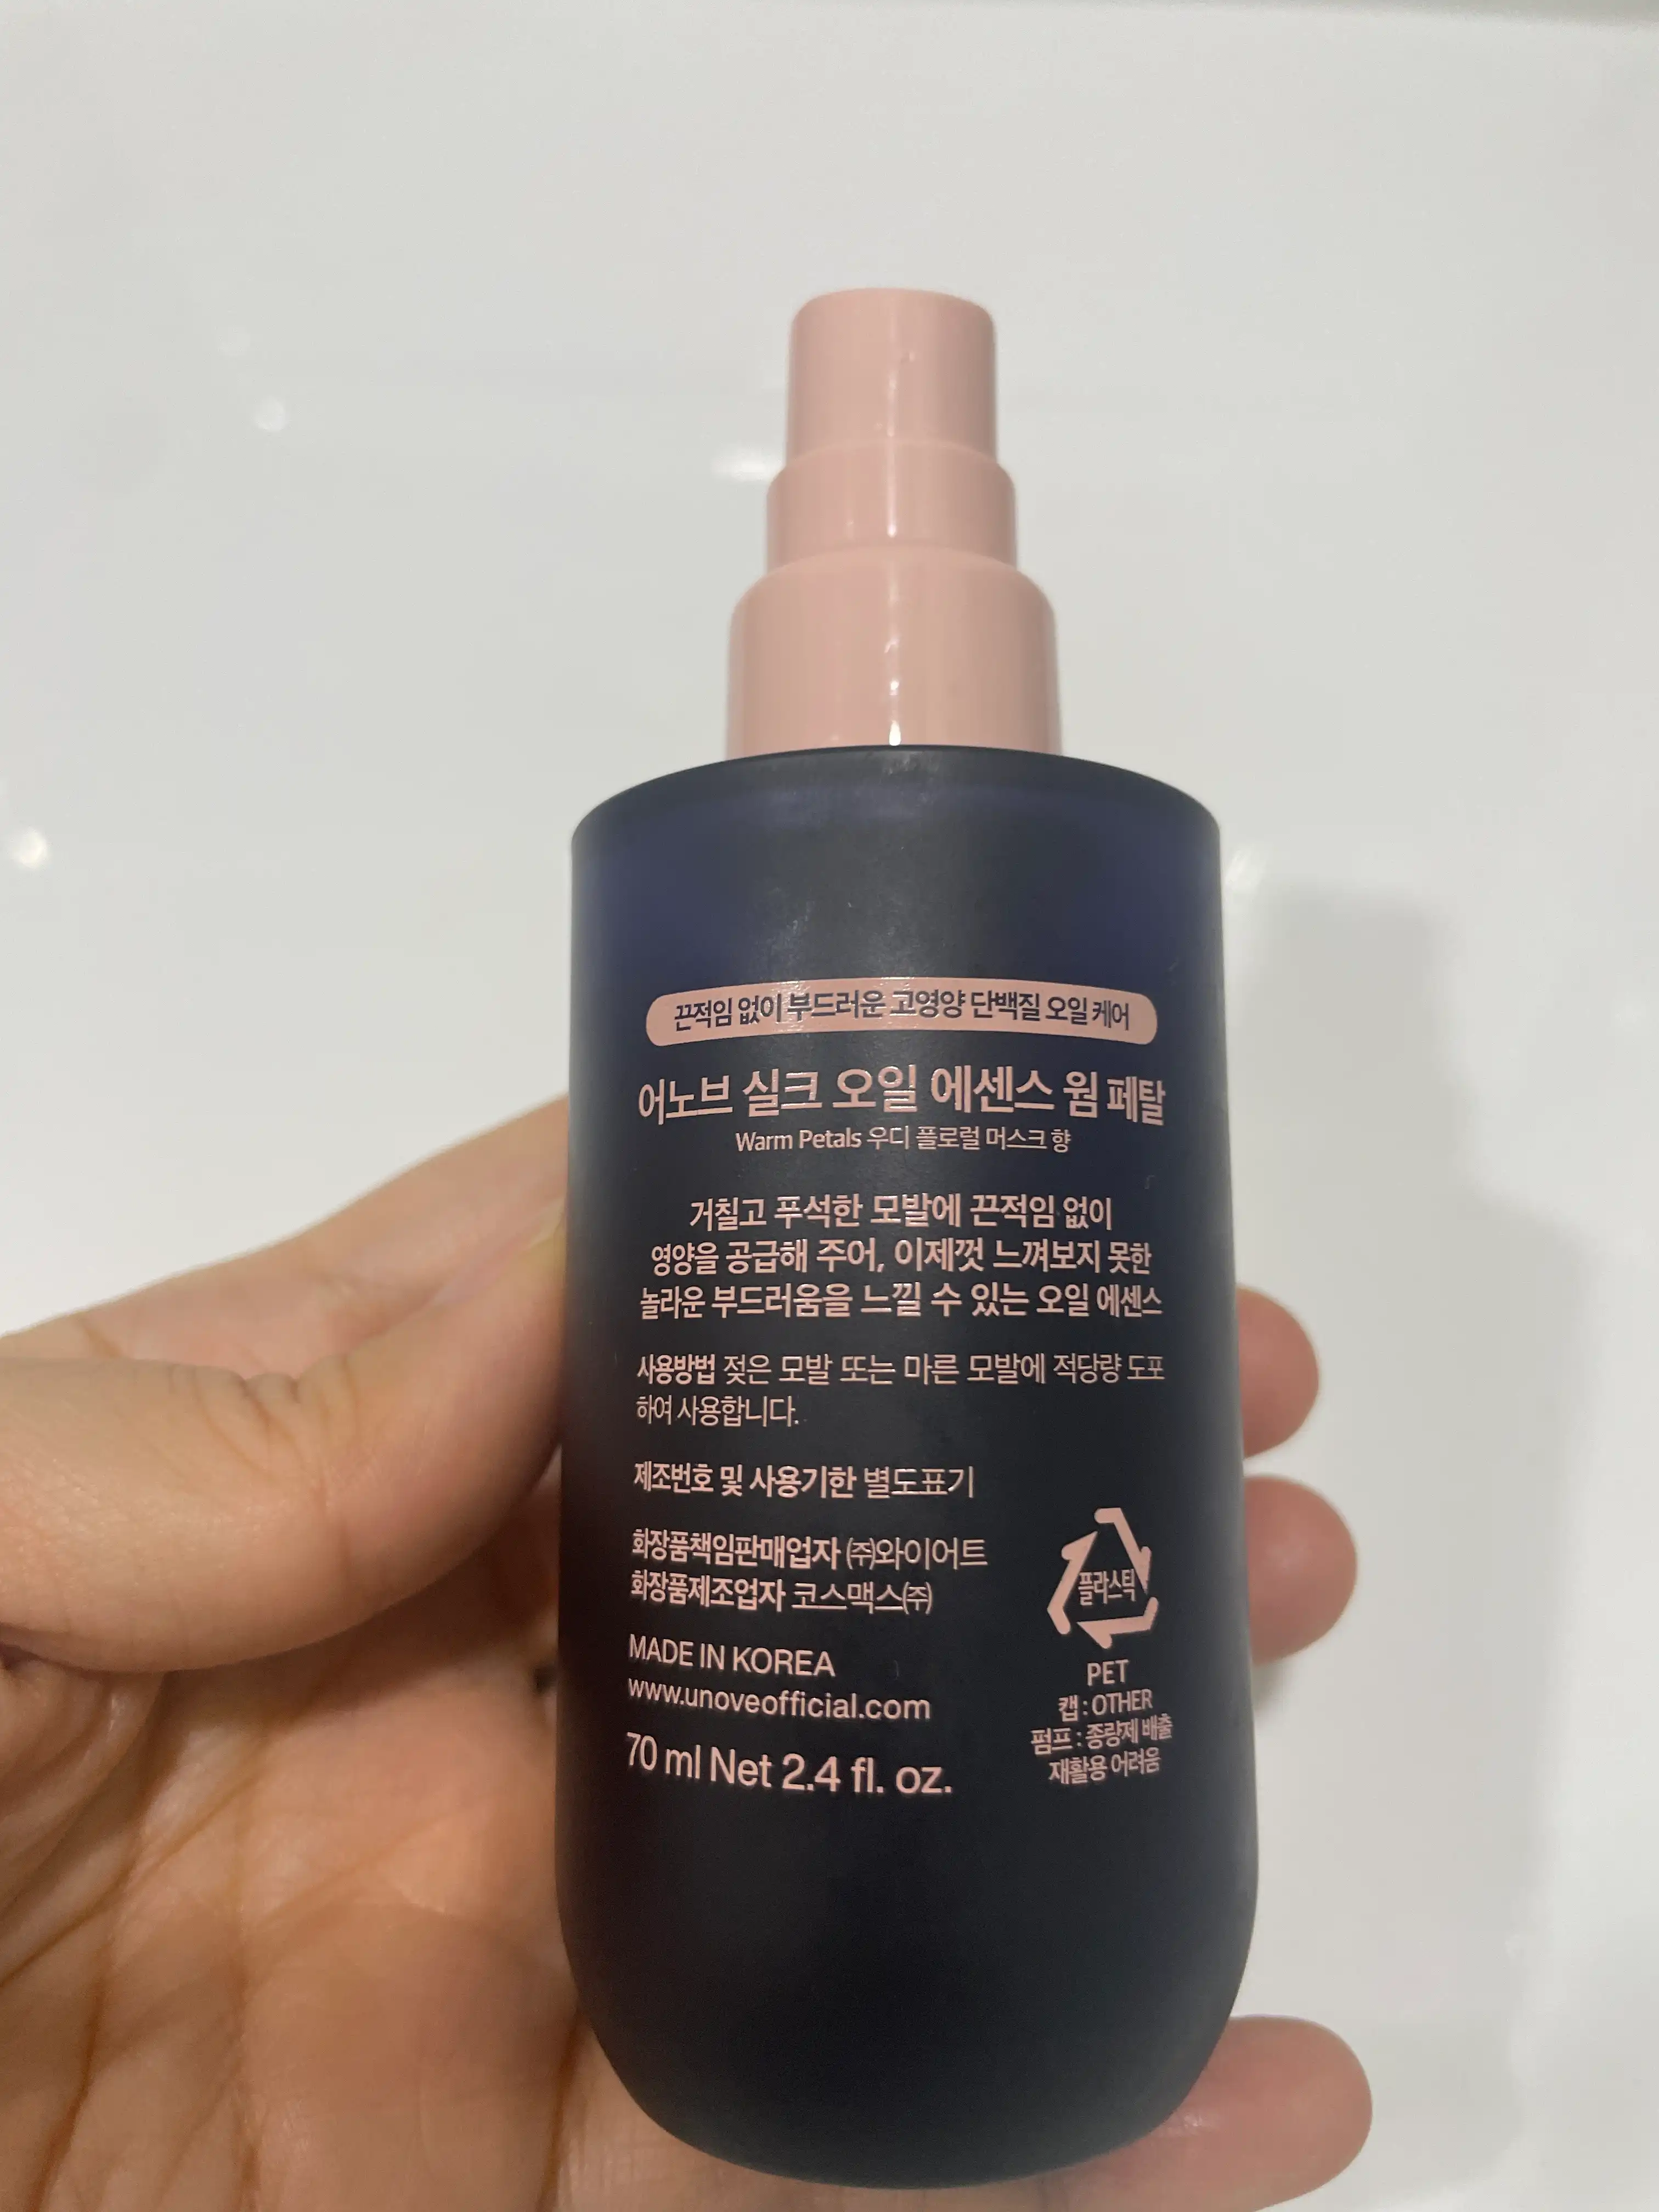 끈적임 없이 부드러운 고영양 단백질 오일 케어
어노브 실크 오일 에센스 웜 페탈
Warm Petals 우디 플로럴 머스크 향
거칠고 푸석한 모발에 끈적임 없이
영양을 공급해 주어, 이제껏 느껴보지 못한
놀라운 부드러움을 느낄 수 있는 오일 에센스
사용방법 젖은 모발 또는 마른 모발에 적당량 도포
하여 사용합니다.
제조번호 및 사용기한 별도표기
화장품책임판매업자 ㈜와이어트
화장품제조업자 코스맥스㈜
MADE IN KOREA
www.unoveofficial.com
70 ml Net 2.4 fl. oz.
플라스틱
PET
캡 : OTHER
펌프 : 종량제 배출
재활용 어려움